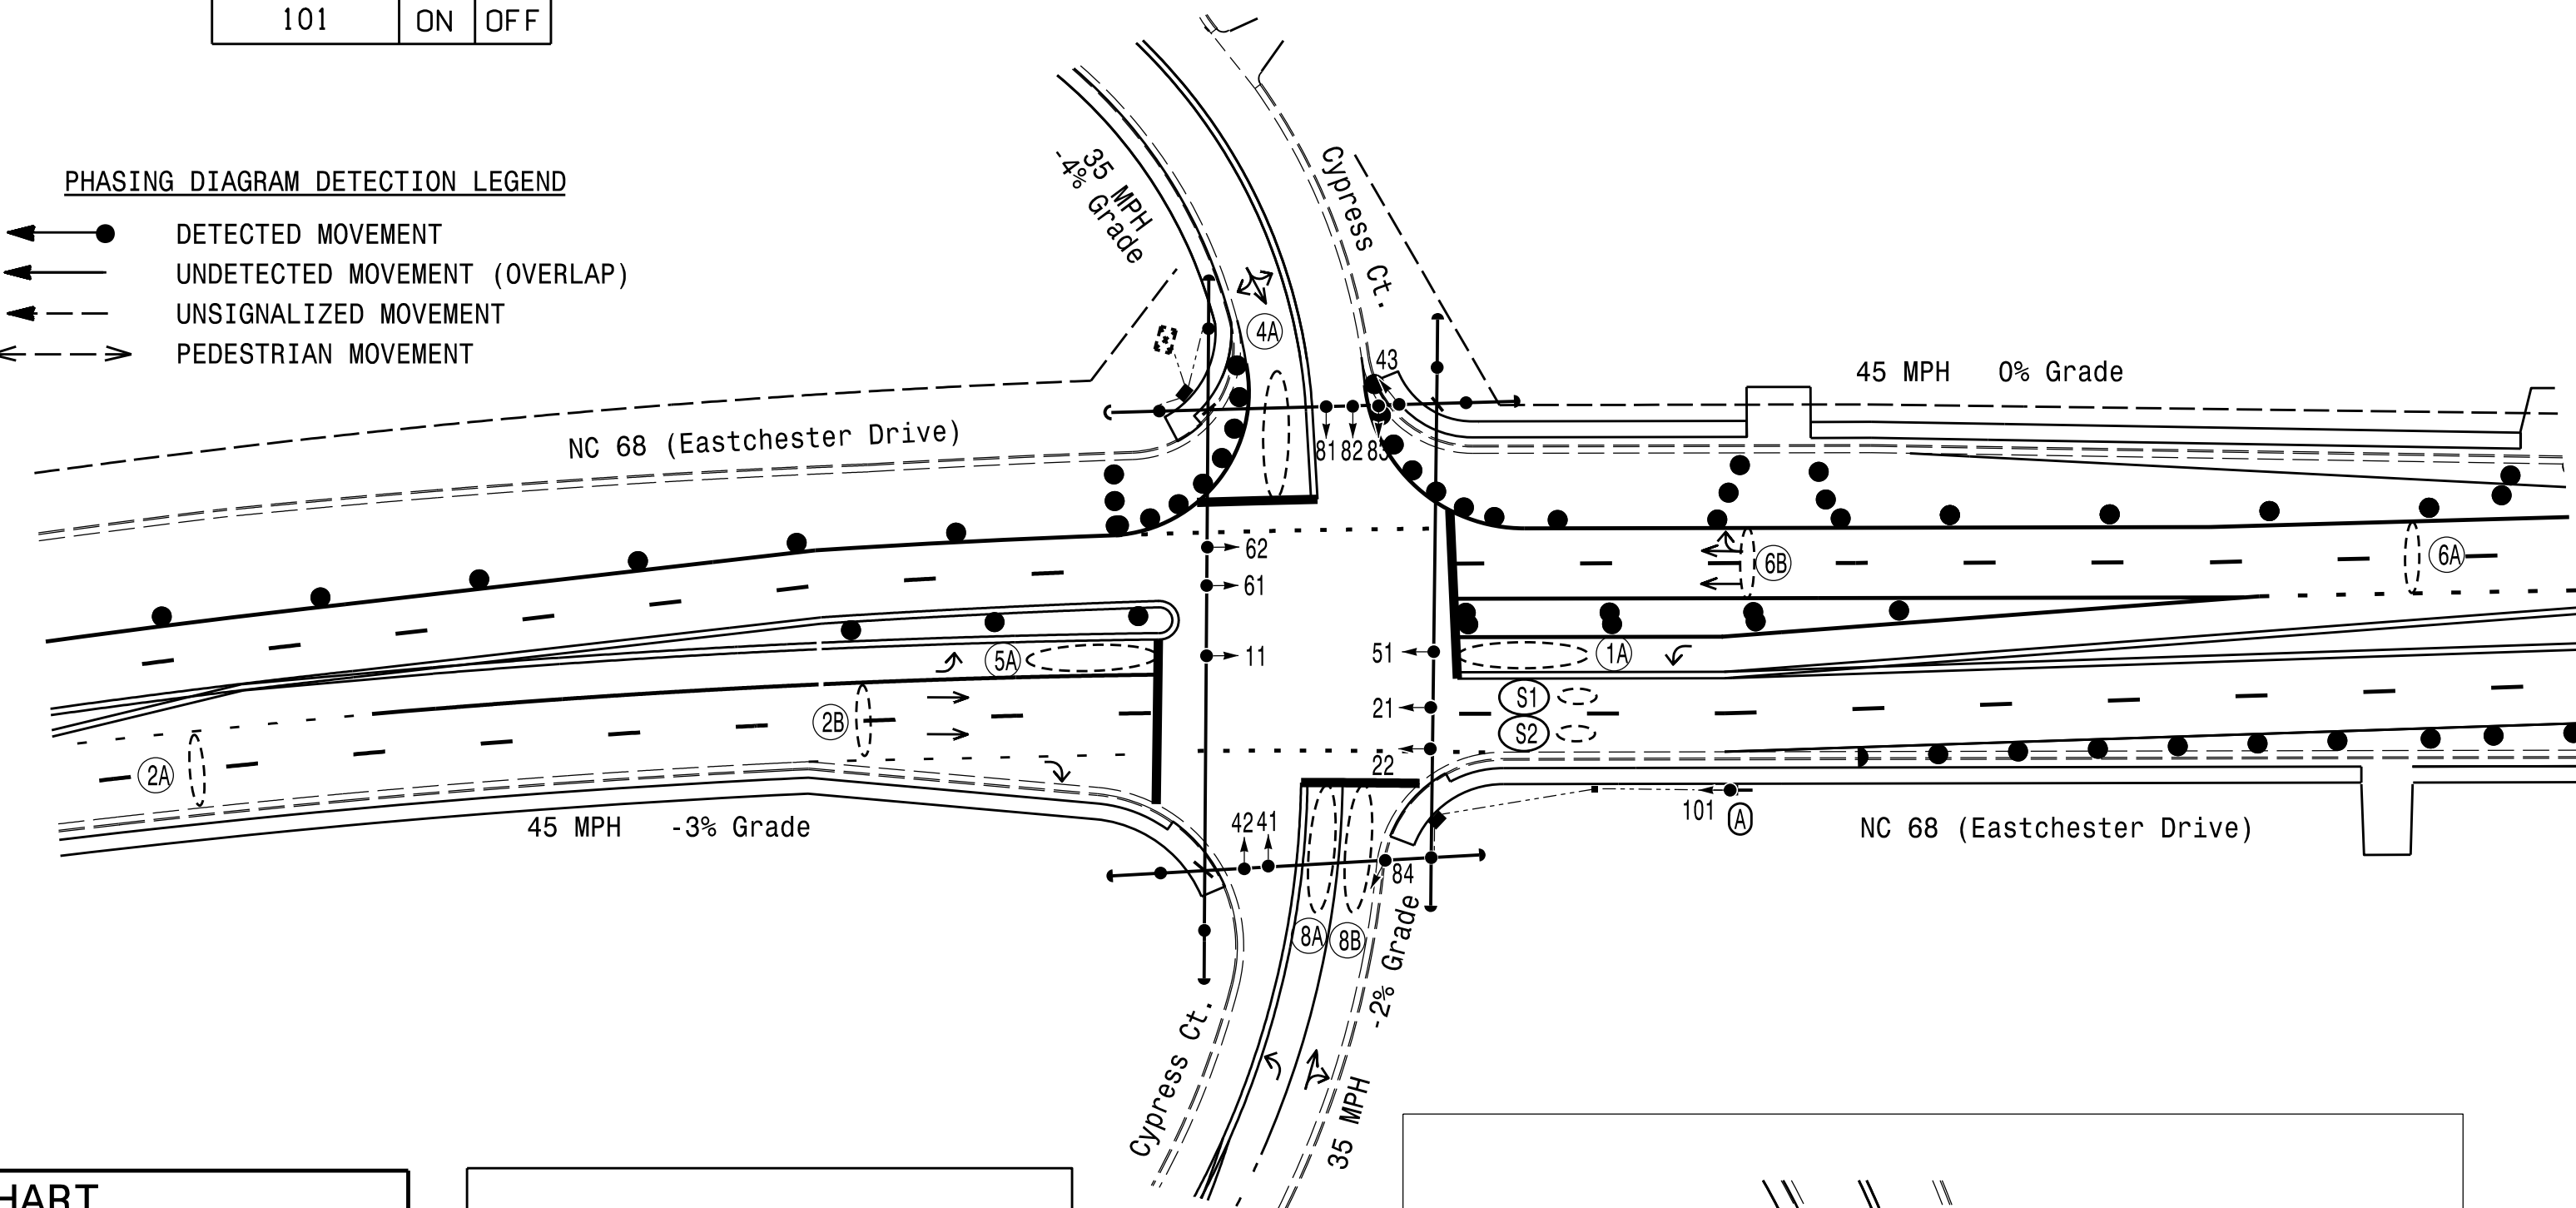 101 ON OFF
PHASING DIAGRAM DETECTION LEGEND
DETECTED MOVEMENT
UNDETECTED MOVEMENT (OVERLAP)
UNSIGNALIZED MOVEMENT
PEDESTRIAN MOVEMENT
35 MPH
-4% Grade
Cypress Ct.
4A
43
45 MPH 0% Grade
NC 68 (Eastchester Drive)
81 82 83
62
61
11
6B
6A
51
1A
5A
21
S1
S2
22
2B
2A
45 MPH -3% Grade
101 A
NC 68 (Eastchester Drive)
42 41
84
8A 8B
-2% Grade
35 MPH
Cypress Ct.
HART